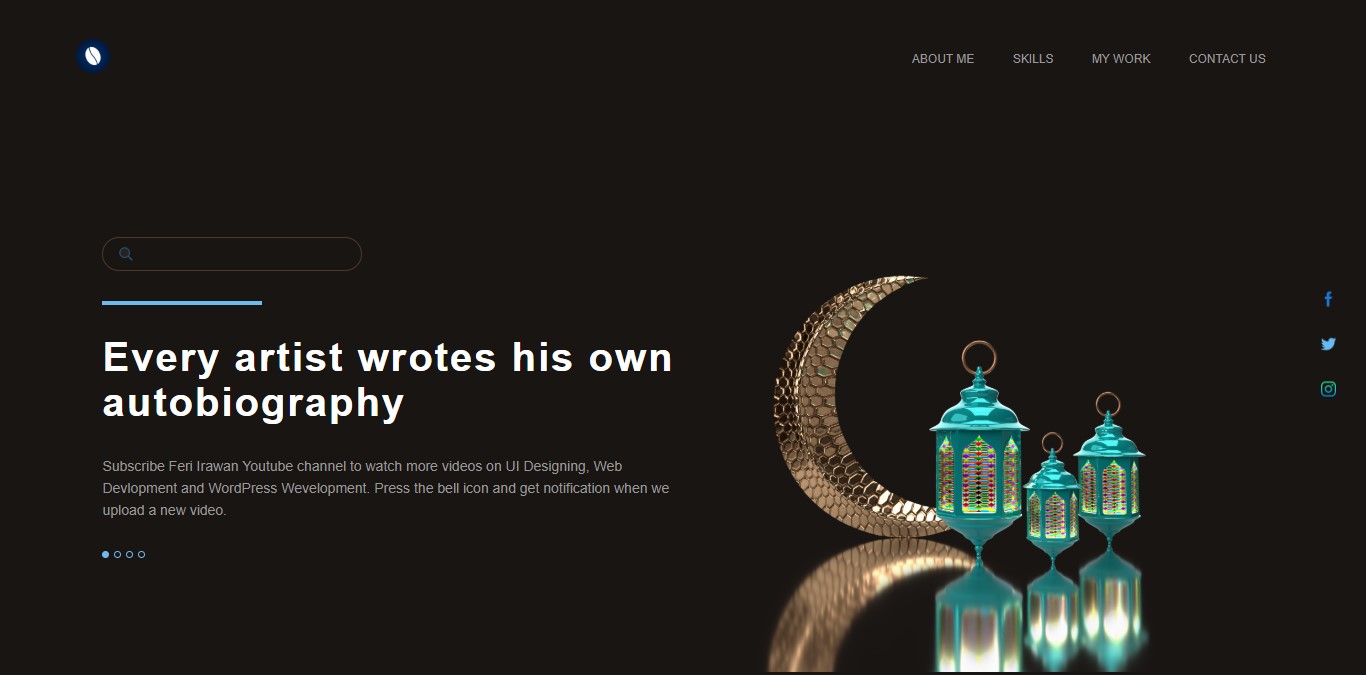 ABOUT ME
SKILLS
MY WORK
CONTACT US
Every artist wrotes his own
autobiography
Subscribe Feri Irawan Youtube channel to watch more videos on UI Designing, Web
Devlopment and WordPress Wevelopment. Press the bell icon and get notification when we
upload a new video.